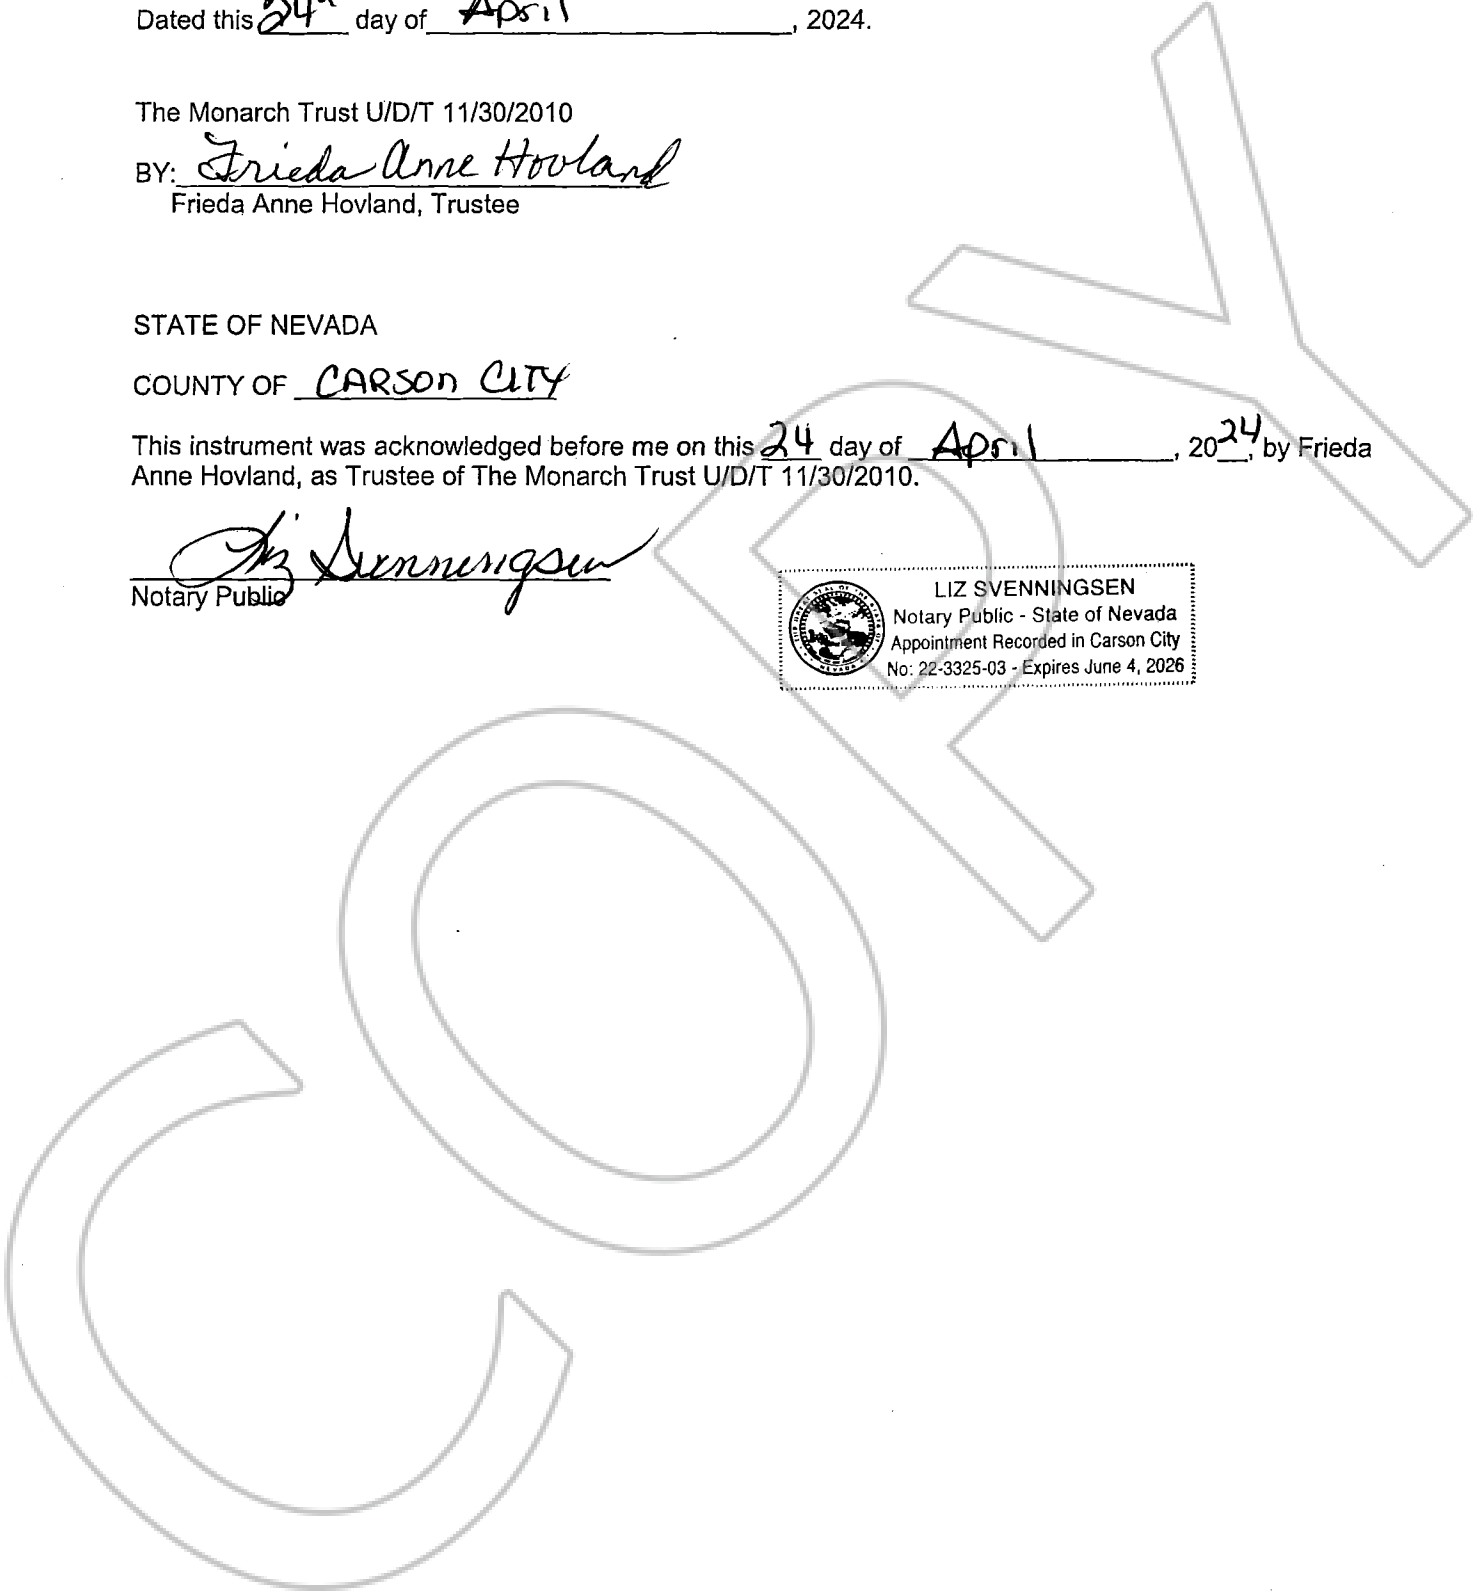 Dated this 24th day of April, 2024.
The Monarch Trust U/D/T 11/30/2010
BY: Frieda Anne Hovland
Frieda Anne Hovland, Trustee
STATE OF NEVADA
COUNTY OF CARSON CITY
This instrument was acknowledged before me on this 24 day of April, 2024, by Frieda
Anne Hovland, as Trustee of The Monarch Trust U/D/T 11/30/2010.
Liz Svenningsen
Notary Public
LIZ SVENNINGSEN
Notary Public - State of Nevada
Appointment Recorded in Carson City
No: 22-3325-03 - Expires June 4, 2026
COPY